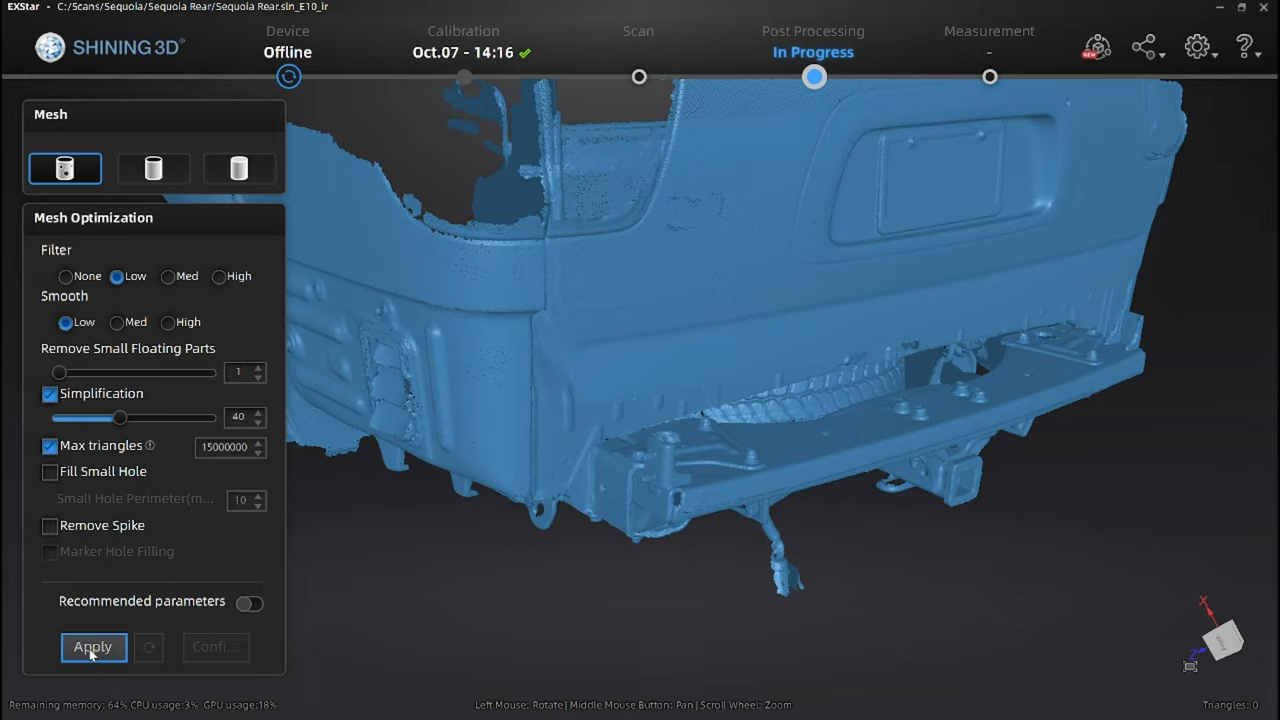 EXStar - C:/Scans/Sequoia/Sequoia Rear/Sequoia Rear.sln_E10_ir
SHINING 3D®
Device
Offline
Calibration
Oct.07 - 14:16
Scan
Post Processing
In Progress
Measurement
-
NEW
Mesh
Mesh Optimization
Filter
None Low Med High
Smooth
Low Med High
Remove Small Floating Parts
1
Simplification
40
Max triangles 15000000
Fill Small Hole
Small Hole Perimeter(m... 10
Remove Spike
Marker Hole Filling
Recommended parameters
Apply Confi...
X
Z
Front
Remaining memory: 64% CPU usage:3% GPU usage:18%
Left Mouse: Rotate| Middle Mouse Button: Pan| Scroll Wheel: Zoom
Triangles: 0